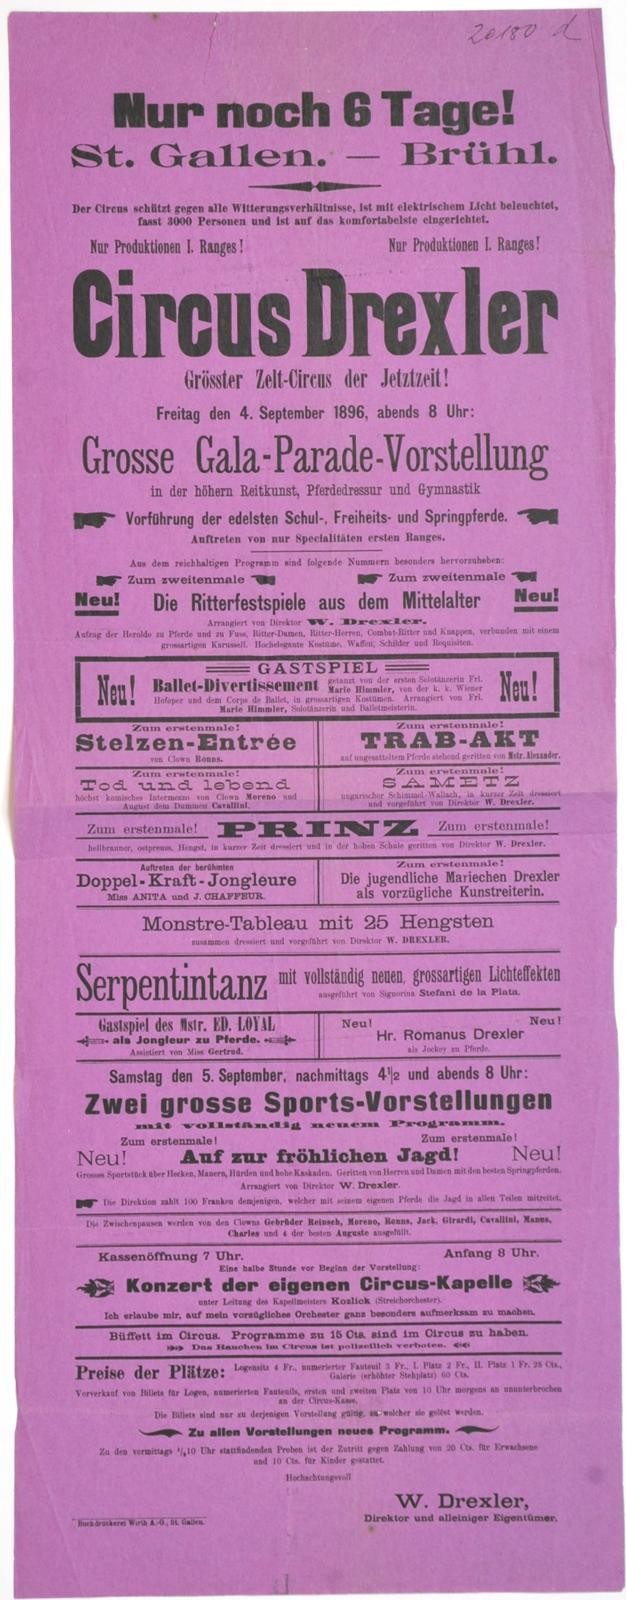 20180 d
Nur noch 6 Tage!
St. Gallen. — Brühl.
Der Circus schützt gegen alle Witterungsverhältnisse, ist mit elektrischem Licht beleuchtet,
fasst 3000 Personen und ist auf das komfortabelste eingerichtet.
Nur Produktionen I. Ranges! Nur Produktionen I. Ranges!
Circus Drexler
Grösster Zelt-Circus der Jetztzeit!
Freitag den 4. September 1896, abends 8 Uhr:
Grosse Gala-Parade-Vorstellung
in der höhern Reitkunst, Pferdedressur und Gymnastik
Vorführung der edelsten Schul-, Freiheits- und Springpferde.
Auftreten von nur Specialitäten ersten Ranges.
Aus dem reichhaltigen Programm sind folgende Nummern besonders hervorzuheben:
Zum zweitenmale Zum zweitenmale
Neu! Die Ritterfestspiele aus dem Mittelalter Neu!
Arrangiert von Direktor W. Drexler.
Aufzug der Herolde zu Pferde und zu Fuss, Ritter-Damen, Ritter-Herren, Combat-Ritter und Knappen, verbunden mit einem
grossartigen Karussell. Hochelegante Kostüme, Waffen, Schilder und Requisiten.
GASTSPIEL
Neu! Ballet-Divertissement getanzt von der ersten Solotänzerin Frl. Neu!
Marie Himmler, von der k. k. Wiener
Hofoper und dem Corps de Ballet, in grossartigen Kostümen. Arrangiert von Frl.
Marie Himmler, Solotänzerin und Balletmeisterin.
Zum erstenmale!
Stelzen-Entrée
von Clown Ronns.
Zum erstenmale!
TRAB-AKT
auf ungesatteltem Pferde stehend geritten von Mstr. Alexander.
Zum erstenmale!
Tod und lebend
höchst komisches Intermezzo von Clown Moreno und
August dem Dummen Cavallini.
Zum erstenmale!
SAMETZ
ungarischer Schimmel-Wallach, in kurzer Zeit dressiert
und vorgeführt von Direktor W. Drexler.
Zum erstenmale! PRINZ Zum erstenmale!
hellbrauner, ostpreuss. Hengst, in kurzer Zeit dressiert und in der hohen Schule geritten von Direktor W. Drexler.
Auftreten der berühmten
Doppel-Kraft-Jongleure
Miss ANITA und J. CHAFFEUR.
Zum erstenmale!
Die jugendliche Mariechen Drexler
als vorzügliche Kunstreiterin.
Monstre-Tableau mit 25 Hengsten
zusammen dressiert und vorgeführt von Direktor W. DREXLER.
Serpentintanz mit vollständig neuen, grossartigen Lichteffekten
ausgeführt von Signorina Stefani de la Plata.
Gastspiel des Mstr. ED. LOYAL
als Jongleur zu Pferde.
Assistiert von Miss Gertrud.
Neu! Neu!
Hr. Romanus Drexler
als Jockey zu Pferde.
Samstag den 5. September, nachmittags 4½ und abends 8 Uhr:
Zwei grosse Sports-Vorstellungen
mit vollständig neuem Programm.
Zum erstenmale! Zum erstenmale!
Neu! Auf zur fröhlichen Jagd! Neu!
Grosses Sportstück über Hecken, Mauern, Hürden und hohe Kaskaden. Geritten von Herren und Damen mit den besten Springpferden.
Arrangiert von Direktor W. Drexler.
Die Direktion zahlt 100 Franken demjenigen, welcher mit seinem eigenen Pferde die Jagd in allen Teilen mitreitet.
Die Zwischenpausen werden von den Clowns Gebrüder Reinsch, Moreno, Ronns, Jack, Girardi, Cavallini, Manus,
Charles und 4 der besten Auguste ausgefüllt.
Kassenöffnung 7 Uhr. Anfang 8 Uhr.
Eine halbe Stunde vor Beginn der Vorstellung:
Konzert der eigenen Circus-Kapelle
unter Leitung des Kapellmeisters Kozlick (Streichorchester).
Ich erlaube mir, auf mein vorzügliches Orchester ganz besonders aufmerksam zu machen.
Büffett im Circus. Programme zu 15 Cts. sind im Circus zu haben.
Das Rauchen im Circus ist polizeilich verboten.
Preise der Plätze: Logensitz 4 Fr., numerierter Fauteuil 3 Fr., I. Platz 2 Fr., II. Platz 1 Fr. 25 Cts.,
Galerie (erhöhter Stehplatz) 60 Cts.
Vorverkauf von Billets für Logen, numerierten Fauteuils, ersten und zweiten Platz von 10 Uhr morgens an ununterbrochen
an der Circus-Kasse.
Die Billets sind nur zu derjenigen Vorstellung gültig, zu welcher sie gelöst werden.
Zu allen Vorstellungen neues Programm.
Zu den vormittags ½10 Uhr stattfindenden Proben ist der Zutritt gegen Zahlung von 20 Cts. für Erwachsene
und 10 Cts. für Kinder gestattet.
Hochachtungsvoll
W. Drexler,
Direktor und alleiniger Eigentümer.
Buchdruckerei Wirth A.-G., St. Gallen.